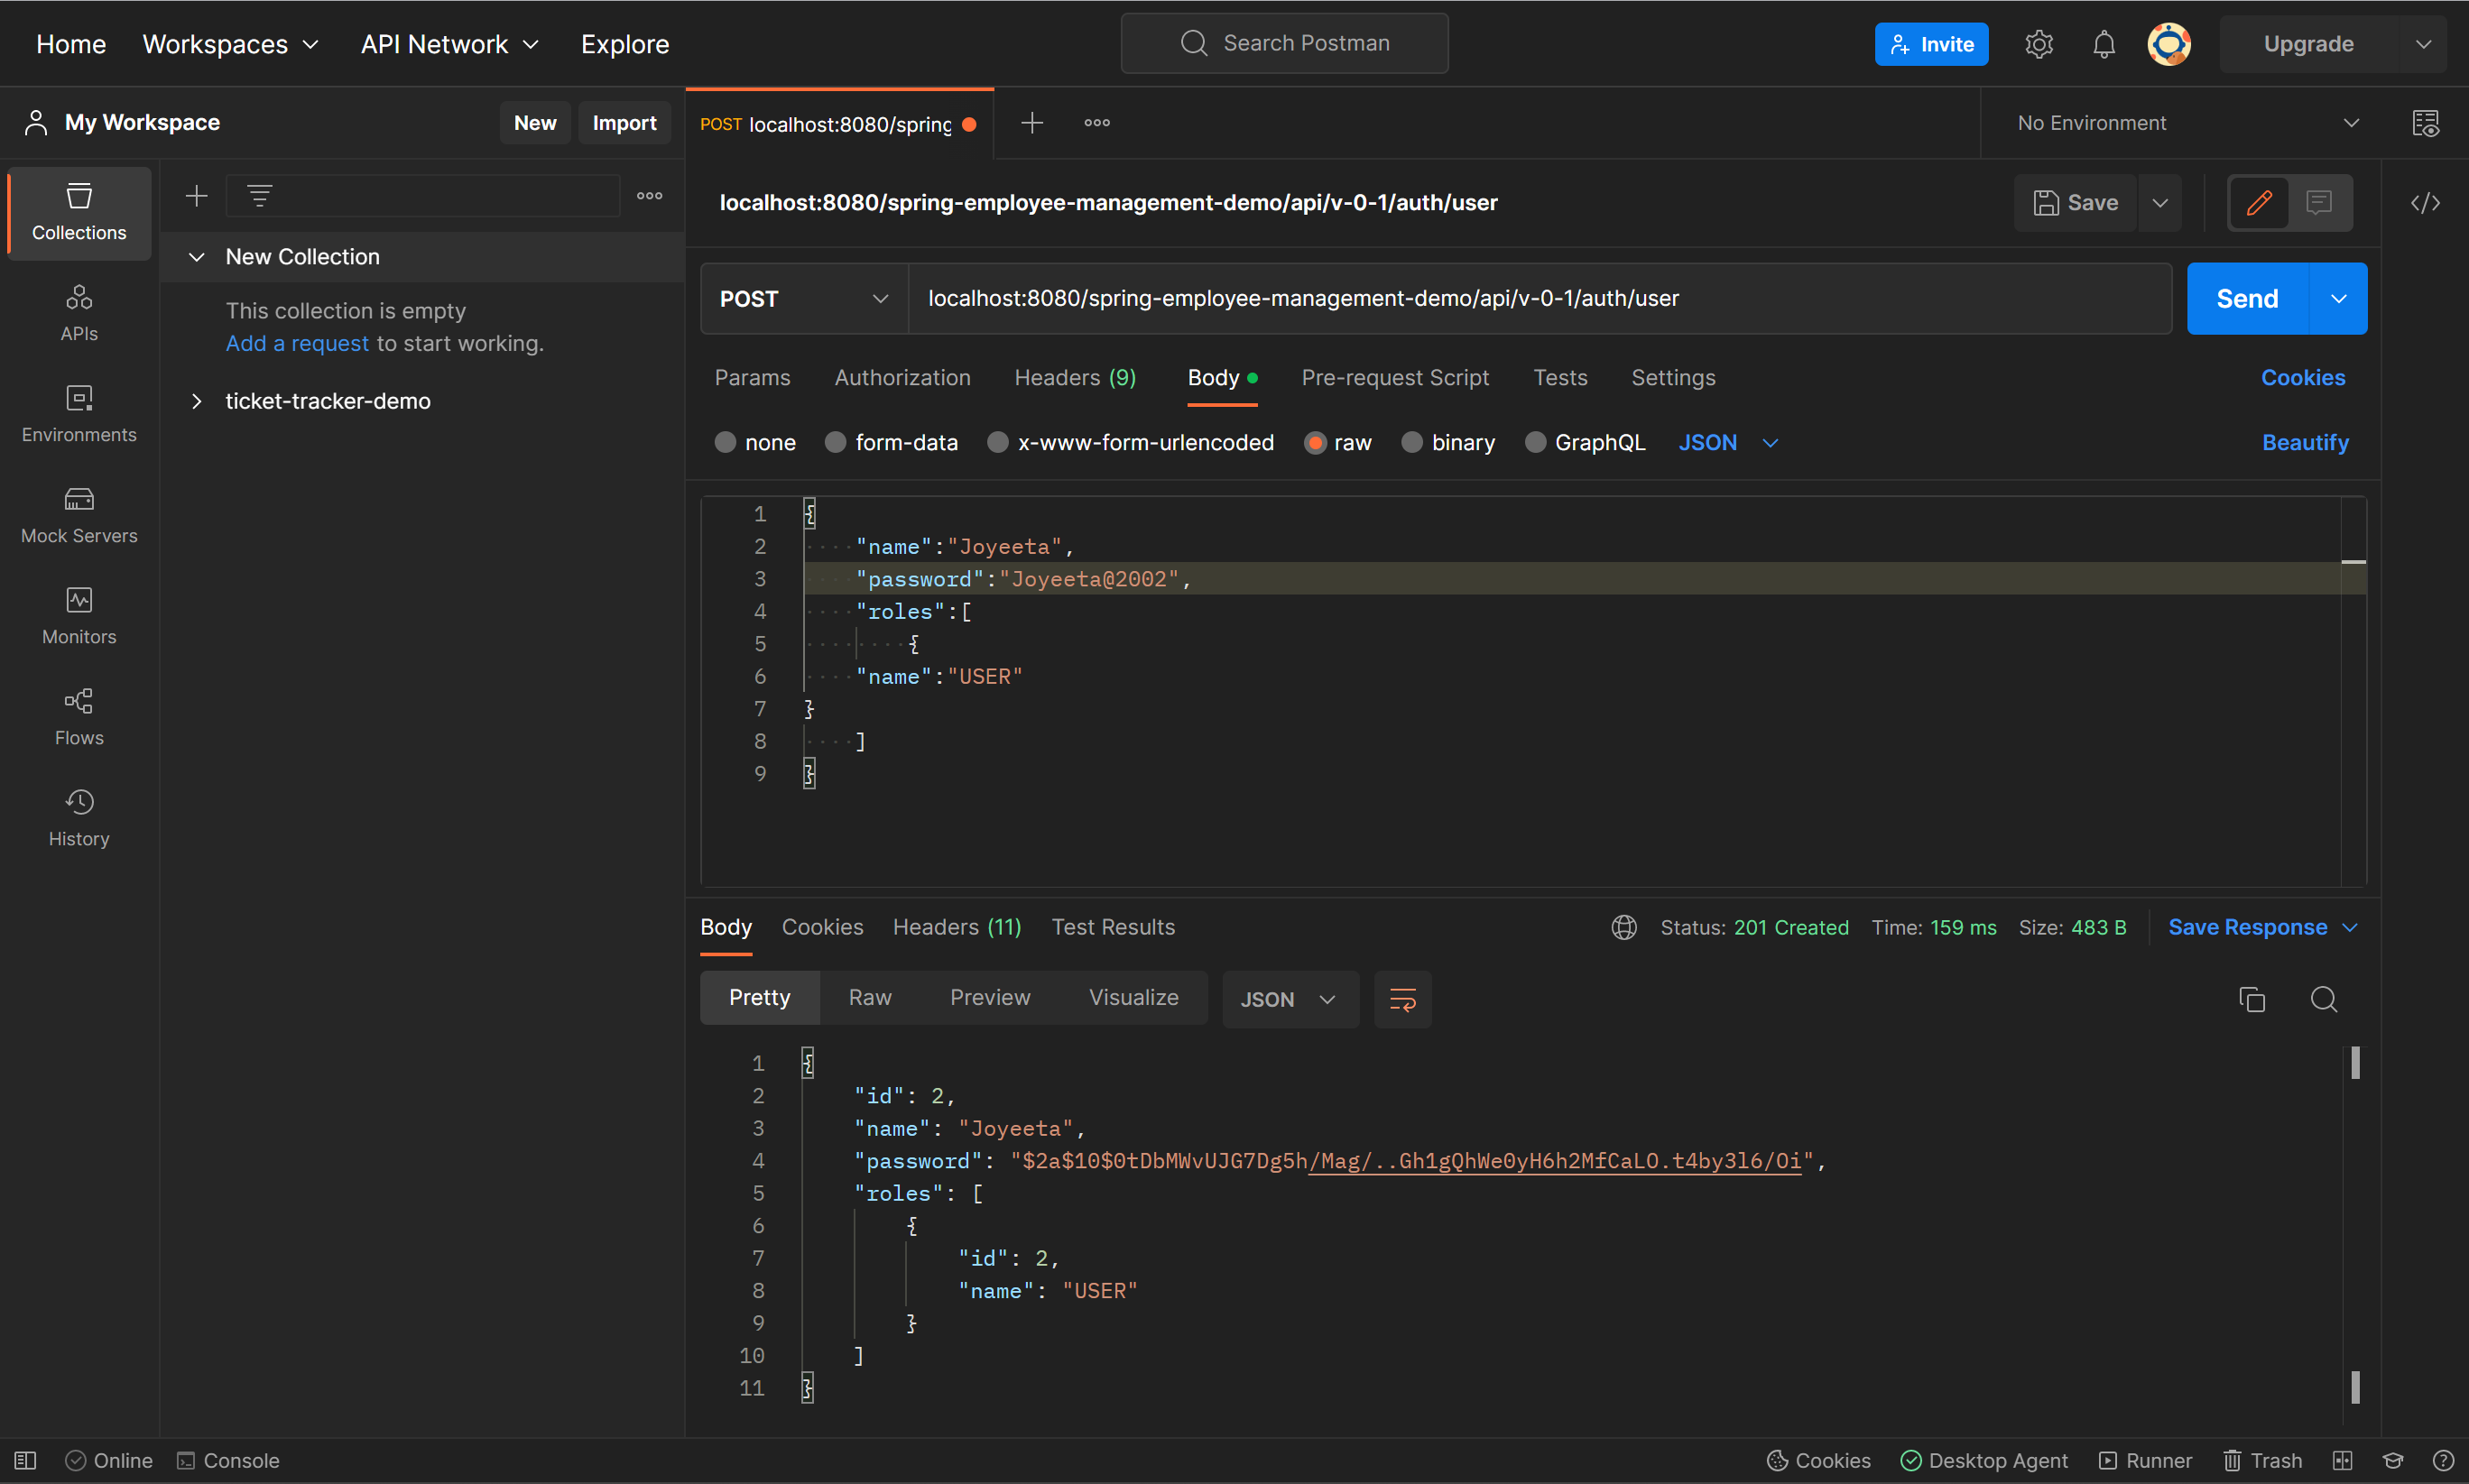 Home Workspaces API Network Explore Search Postman Invite Upgrade
My Workspace New Import POST localhost:8080/spring No Environment
Collections
APIs
Environments
Mock Servers
Monitors
Flows
History
New Collection
This collection is empty
Add a request to start working.
ticket-tracker-demo
localhost:8080/spring-employee-management-demo/api/v-0-1/auth/user Save
POST localhost:8080/spring-employee-management-demo/api/v-0-1/auth/user Send
Params Authorization Headers (9) Body Pre-request Script Tests Settings Cookies
none form-data x-www-form-urlencoded raw binary GraphQL JSON Beautify
1 {
2 "name":"Joyeeta",
3 "password":"Joyeeta@2002",
4 "roles":[
5 {
6 "name":"USER"
7 }
8 ]
9 }
Body Cookies Headers (11) Test Results Status: 201 Created Time: 159 ms Size: 483 B Save Response
Pretty Raw Preview Visualize JSON
1 {
2 "id": 2,
3 "name": "Joyeeta",
4 "password": "$2a$10$0tDbMWvUJG7Dg5h/Mag/..Gh1gQhWe0yH6h2MfCaLO.t4by3l6/Oi",
5 "roles": [
6 {
7 "id": 2,
8 "name": "USER"
9 }
10 ]
11 }
Online Console Cookies Desktop Agent Runner Trash